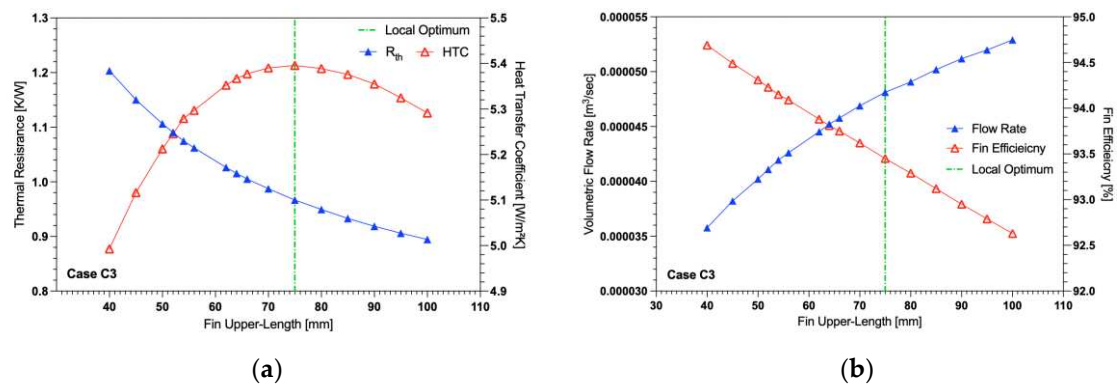 Thermal Resisrance [K/W]
1.3
1.2
1.1
1.0
0.9
0.8
5.5
5.4
5.3
5.2
5.1
5.0
4.9
Heat Transfer Coefficient [W/m²K]
Local Optimum
Rth HTC
Case C3
40 50 60 70 80 90 100
Fin Upper-Length [mm]
(a)
Volumetric Flow Rate [m³/sec]
0.000055
0.000050
0.000045
0.000040
0.000035
0.000030
95.0
94.5
94.0
93.5
93.0
92.5
92.0
Fin Efficieicny [%]
Flow Rate
Fin Efficieicny
Local Optimum
Case C3
30 40 50 60 70 80 90 100
Fin Upper-Length [mm]
(b)